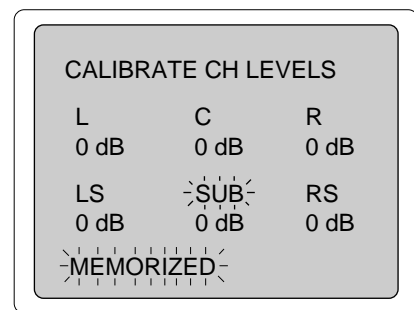 CALIBRATE CH LEVELS
L C R
0 dB 0 dB 0 dB
LS SUB RS
0 dB 0 dB 0 dB
MEMORIZED